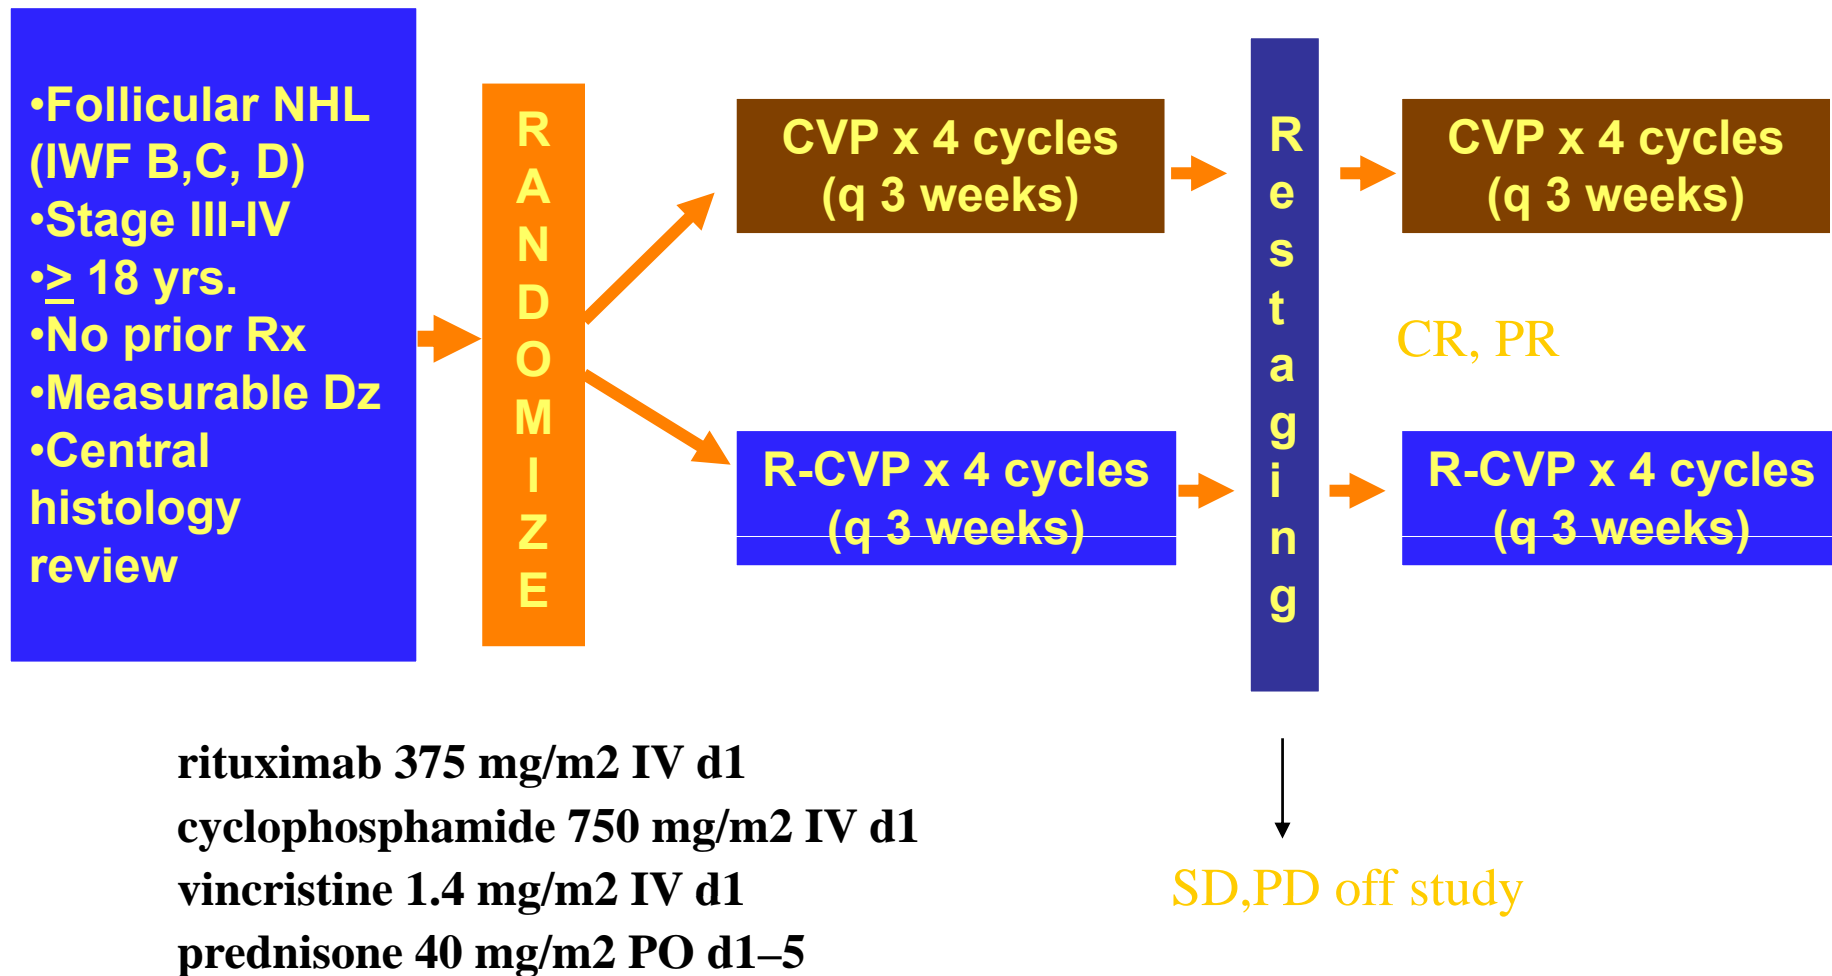 •Follicular NHL
(IWF B,C, D)
•Stage III-IV
•> 18 yrs.
•No prior Rx
•Measurable Dz
•Central
histology
review
RANDOMIZE
CVP x 4 cycles
(q 3 weeks)
R-CVP x 4 cycles
(q 3 weeks)
Restaging
CVP x 4 cycles
(q 3 weeks)
CR, PR
R-CVP x 4 cycles
(q 3 weeks)
rituximab 375 mg/m2 IV d1
cyclophosphamide 750 mg/m2 IV d1
vincristine 1.4 mg/m2 IV d1
prednisone 40 mg/m2 PO d1–5
SD,PD off study